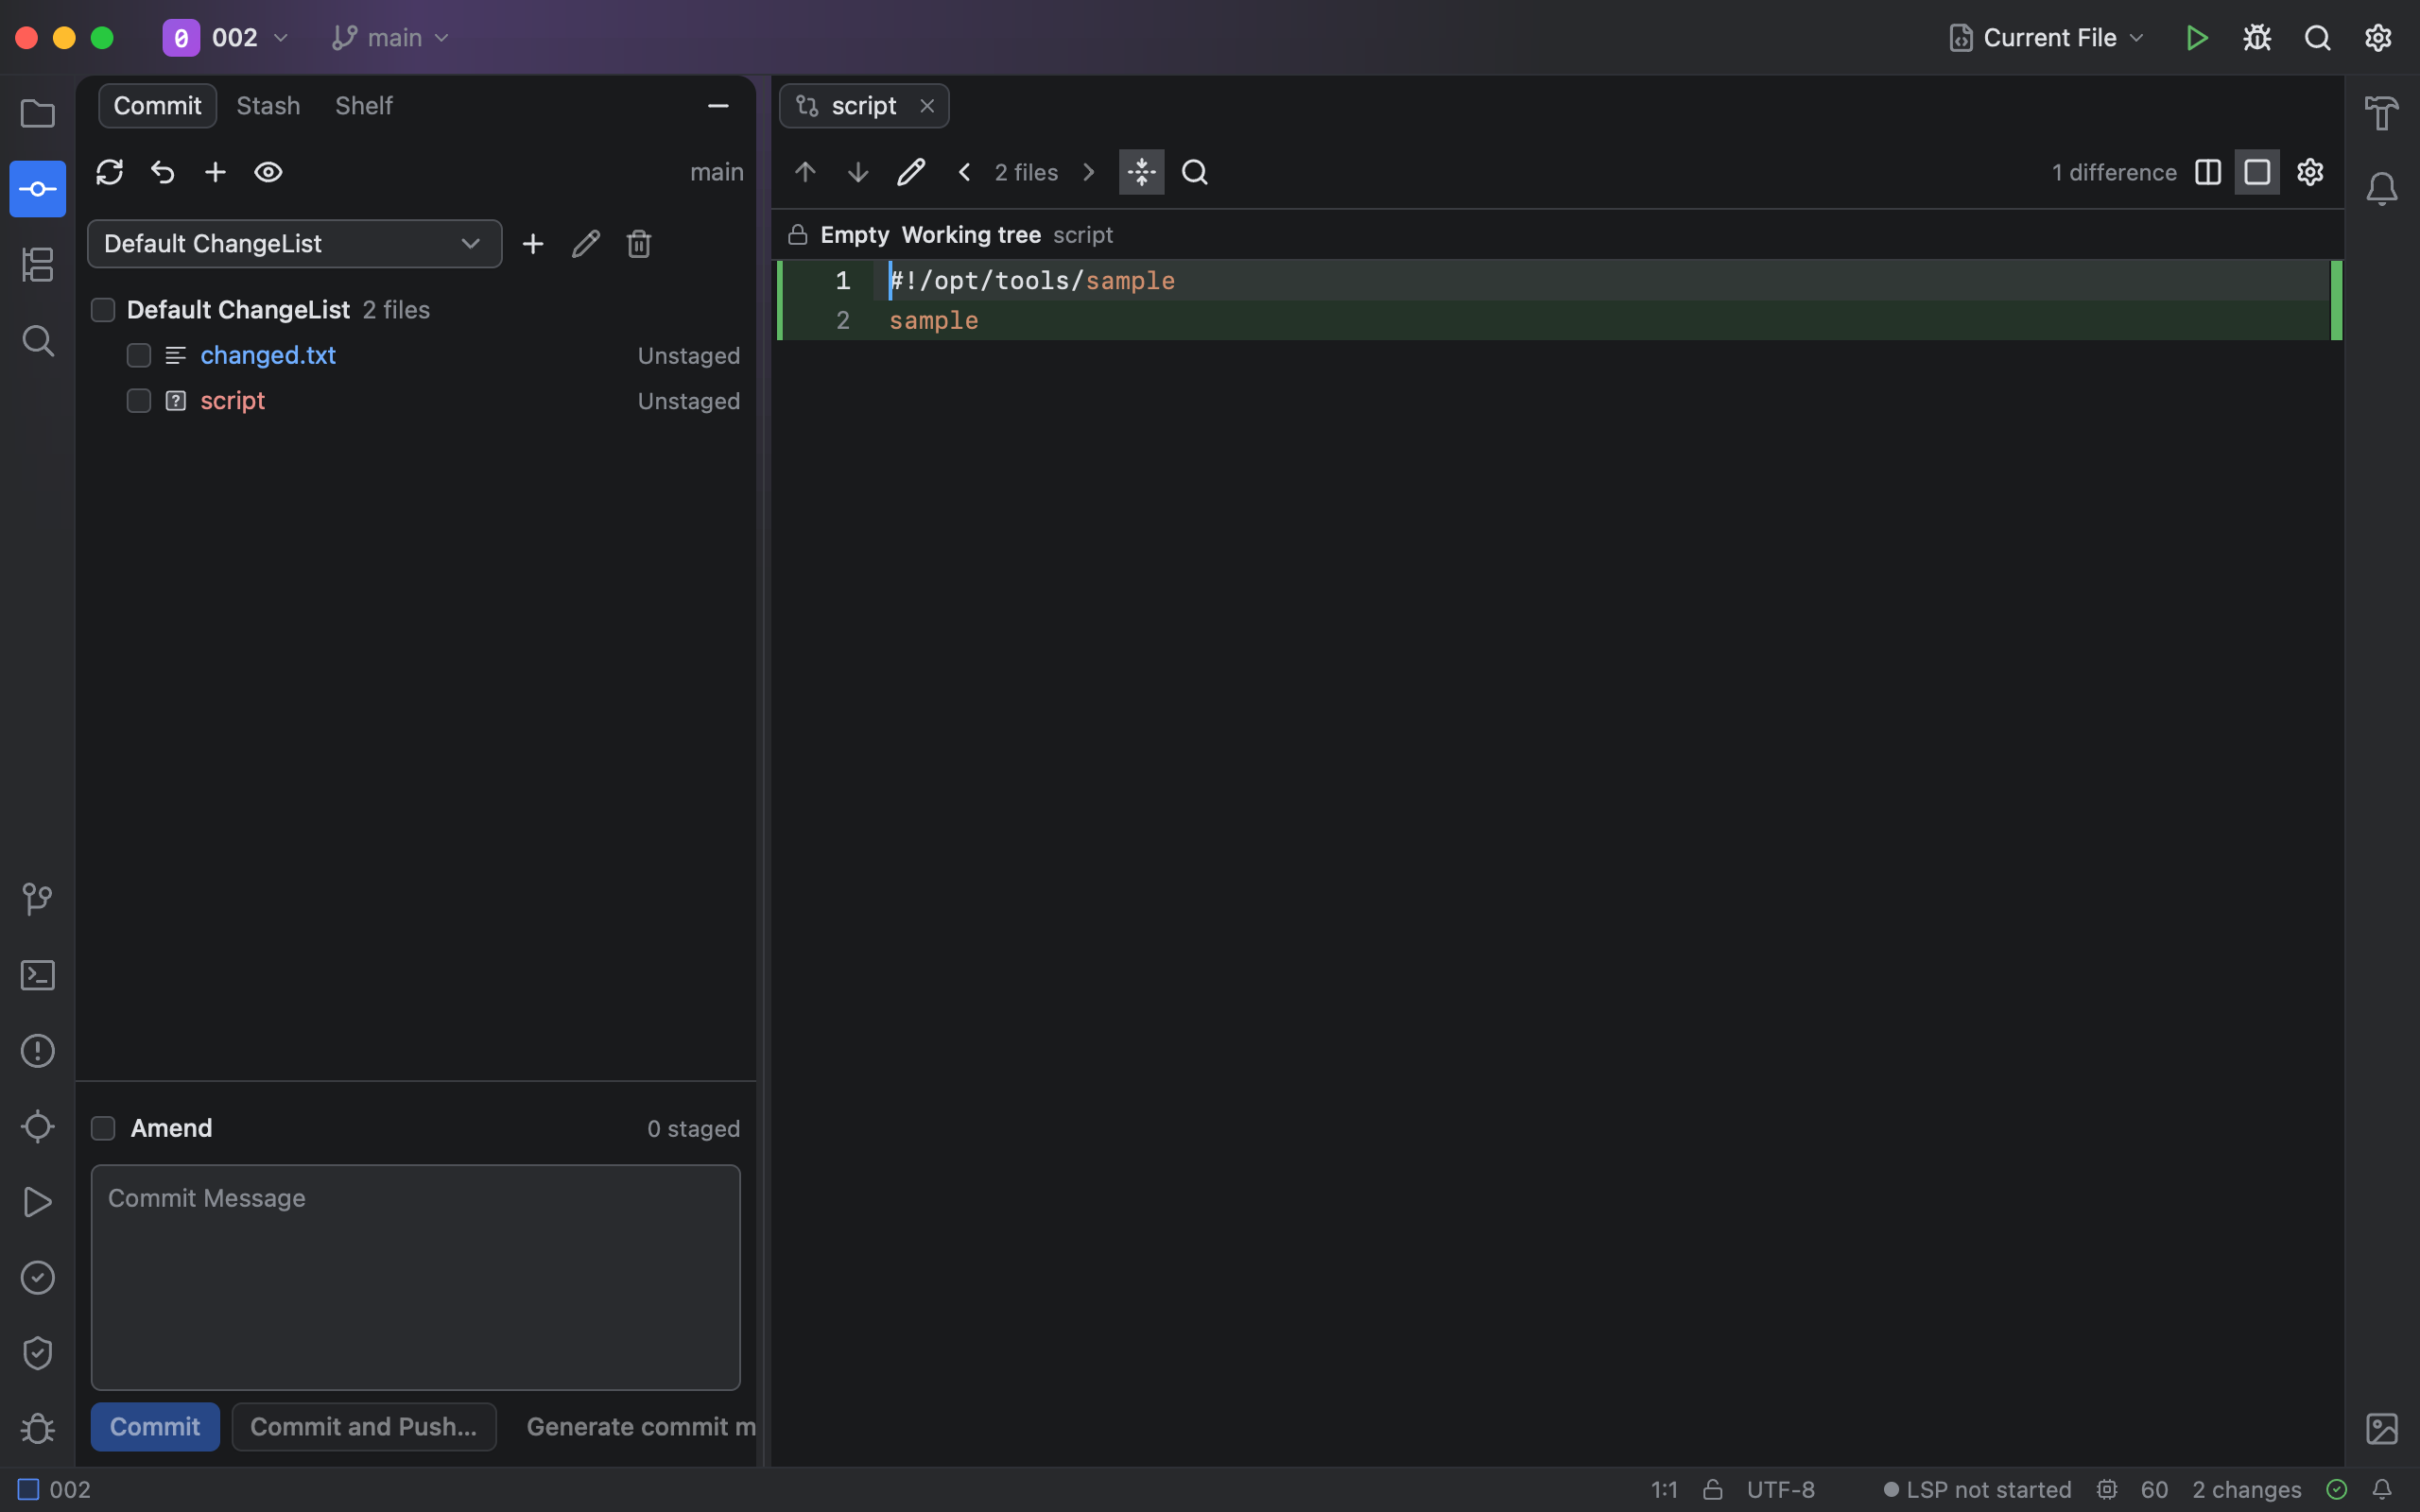 0 002 main Current File
Commit Stash Shelf
script
main
2 files 1 difference
Default ChangeList
Empty Working tree script
Default ChangeList 2 files
changed.txt Unstaged
script Unstaged
1 #!/opt/tools/sample
2 sample
Amend 0 staged
Commit Message
Commit Commit and Push... Generate commit m
002 1:1 UTF-8 LSP not started 60 2 changes